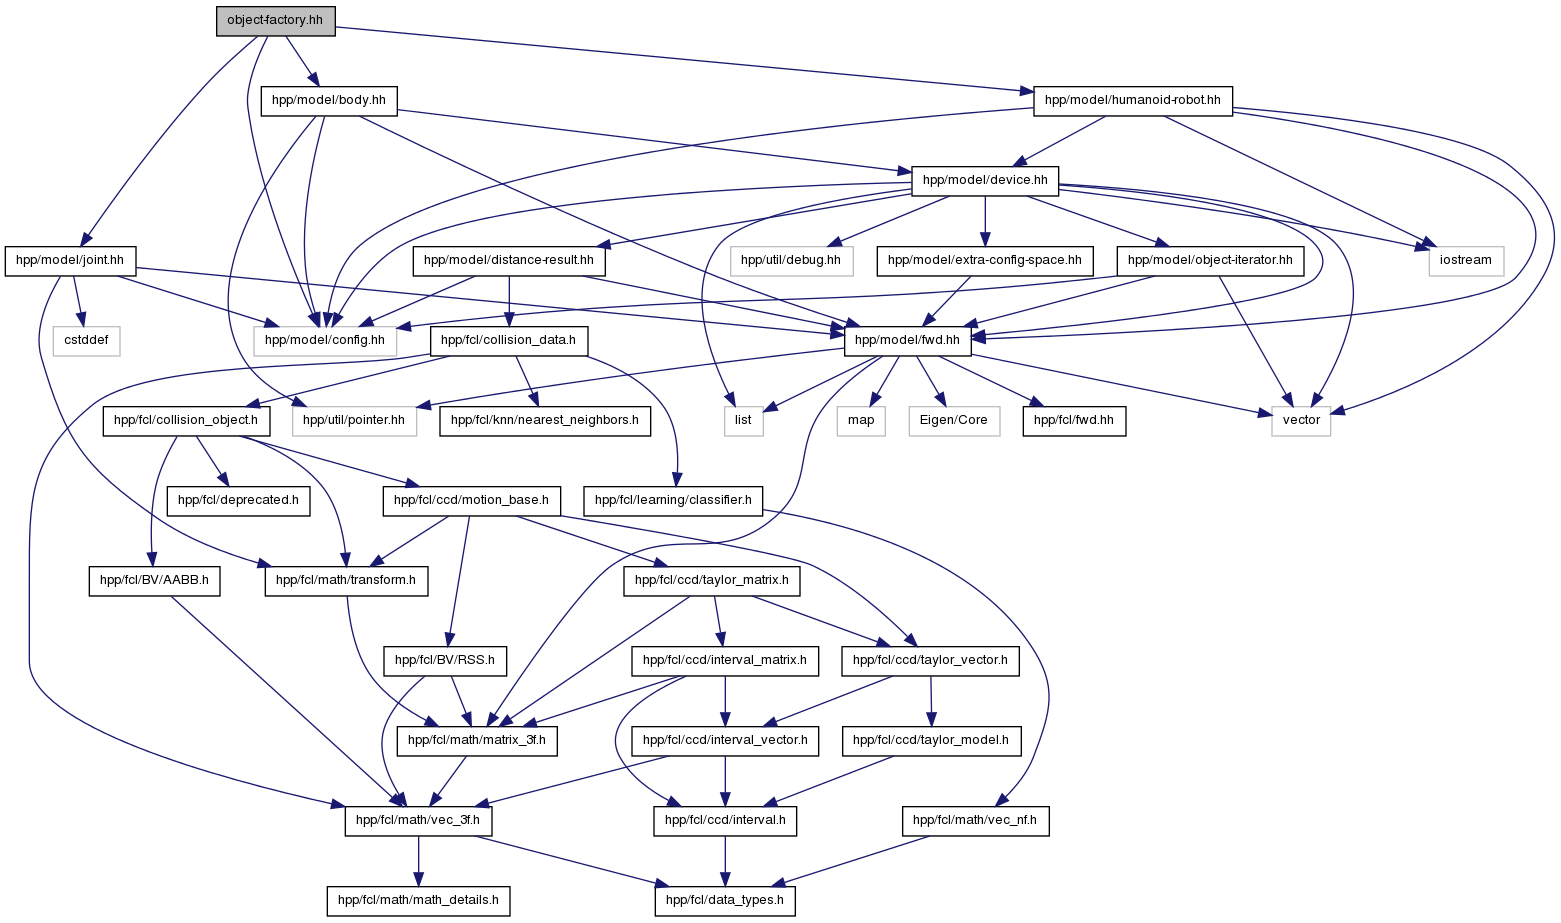 object-factory.hh
hpp/model/body.hh
hpp/model/humanoid-robot.hh
hpp/model/device.hh
hpp/model/joint.hh
hpp/model/distance-result.hh
hpp/util/debug.hh
hpp/model/extra-config-space.hh
hpp/model/object-iterator.hh
iostream
cstddef
hpp/model/config.hh
hpp/fcl/collision_data.h
hpp/model/fwd.hh
hpp/fcl/collision_object.h
hpp/util/pointer.hh
hpp/fcl/knn/nearest_neighbors.h
list
map
Eigen/Core
hpp/fcl/fwd.hh
vector
hpp/fcl/deprecated.h
hpp/fcl/ccd/motion_base.h
hpp/fcl/learning/classifier.h
hpp/fcl/BV/AABB.h
hpp/fcl/math/transform.h
hpp/fcl/ccd/taylor_matrix.h
hpp/fcl/BV/RSS.h
hpp/fcl/ccd/interval_matrix.h
hpp/fcl/ccd/taylor_vector.h
hpp/fcl/math/matrix_3f.h
hpp/fcl/ccd/interval_vector.h
hpp/fcl/ccd/taylor_model.h
hpp/fcl/math/vec_3f.h
hpp/fcl/ccd/interval.h
hpp/fcl/math/vec_nf.h
hpp/fcl/math/math_details.h
hpp/fcl/data_types.h